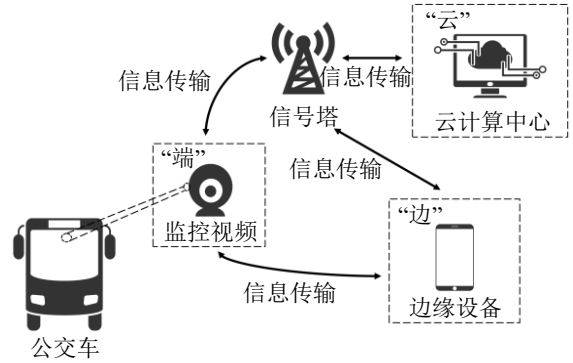 “云”
信息传输
信息传输
信号塔
云计算中心
“端”
信息传输
监控视频
“边”
信息传输
边缘设备
公交车